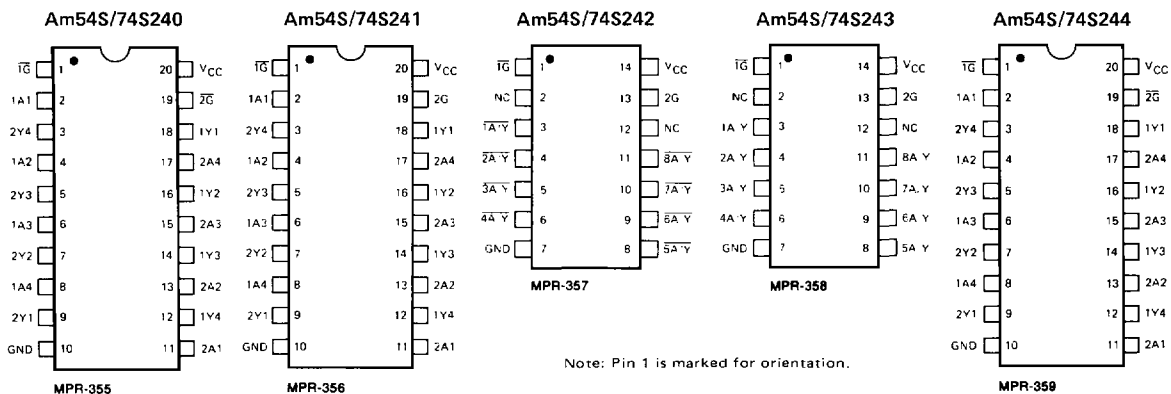 Am54S/74S240
1G 1 20 VCC
1A1 2 19 2G
2Y4 3 18 1Y1
1A2 4 17 2A4
2Y3 5 16 1Y2
1A3 6 15 2A3
2Y2 7 14 1Y3
1A4 8 13 2A2
2Y1 9 12 1Y4
GND 10 11 2A1
MPR-355
Am54S/74S241
1G 1 20 VCC
1A1 2 19 2G
2Y4 3 18 1Y1
1A2 4 17 2A4
2Y3 5 16 1Y2
1A3 6 15 2A3
2Y2 7 14 1Y3
1A4 8 13 2A2
2Y1 9 12 1Y4
GND 10 11 2A1
MPR-356
Am54S/74S242
1G 1 14 VCC
NC 2 13 2G
1A/Y 3 12 NC
2A/Y 4 11 8A/Y
3A/Y 5 10 7A/Y
4A/Y 6 9 6A/Y
GND 7 8 5A/Y
MPR-357
Am54S/74S243
1G 1 14 VCC
NC 2 13 2G
1A/Y 3 12 NC
2A/Y 4 11 8A/Y
3A/Y 5 10 7A/Y
4A/Y 6 9 6A/Y
GND 7 8 5A/Y
MPR-358
Am54S/74S244
1G 1 20 VCC
1A1 2 19 2G
2Y4 3 18 1Y1
1A2 4 17 2A4
2Y3 5 16 1Y2
1A3 6 15 2A3
2Y2 7 14 1Y3
1A4 8 13 2A2
2Y1 9 12 1Y4
GND 10 11 2A1
MPR-359
Note: Pin 1 is marked for orientation.